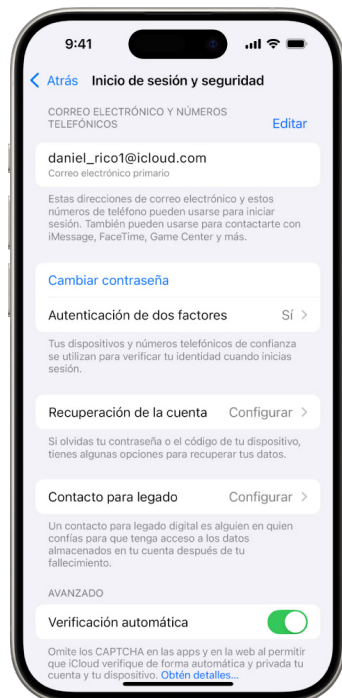 9:41
Atrás Inicio de sesión y seguridad
CORREO ELECTRÓNICO Y NÚMEROS
TELEFÓNICOS Editar
daniel_rico1@icloud.com
Correo electrónico primario
Estas direcciones de correo electrónico y estos
números de teléfono pueden usarse para iniciar
sesión. También pueden usarse para contactarte con
iMessage, FaceTime, Game Center y más.
Cambiar contraseña
Autenticación de dos factores Sí
Tus dispositivos y números telefónicos de confianza
se utilizan para verificar tu identidad cuando inicias
sesión.
Recuperación de la cuenta Configurar
Si olvidas tu contraseña o el código de tu dispositivo,
tienes algunas opciones para recuperar tus datos.
Contacto para legado Configurar
Un contacto para legado digital es alguien en quien
confías para que tenga acceso a los datos
almacenados en tu cuenta después de tu
fallecimiento.
AVANZADO
Verificación automática
Omite los CAPTCHA en las apps y en la web al permitir
que iCloud verifique de forma automática y privada tu
cuenta y tu dispositivo. Obtén detalles...